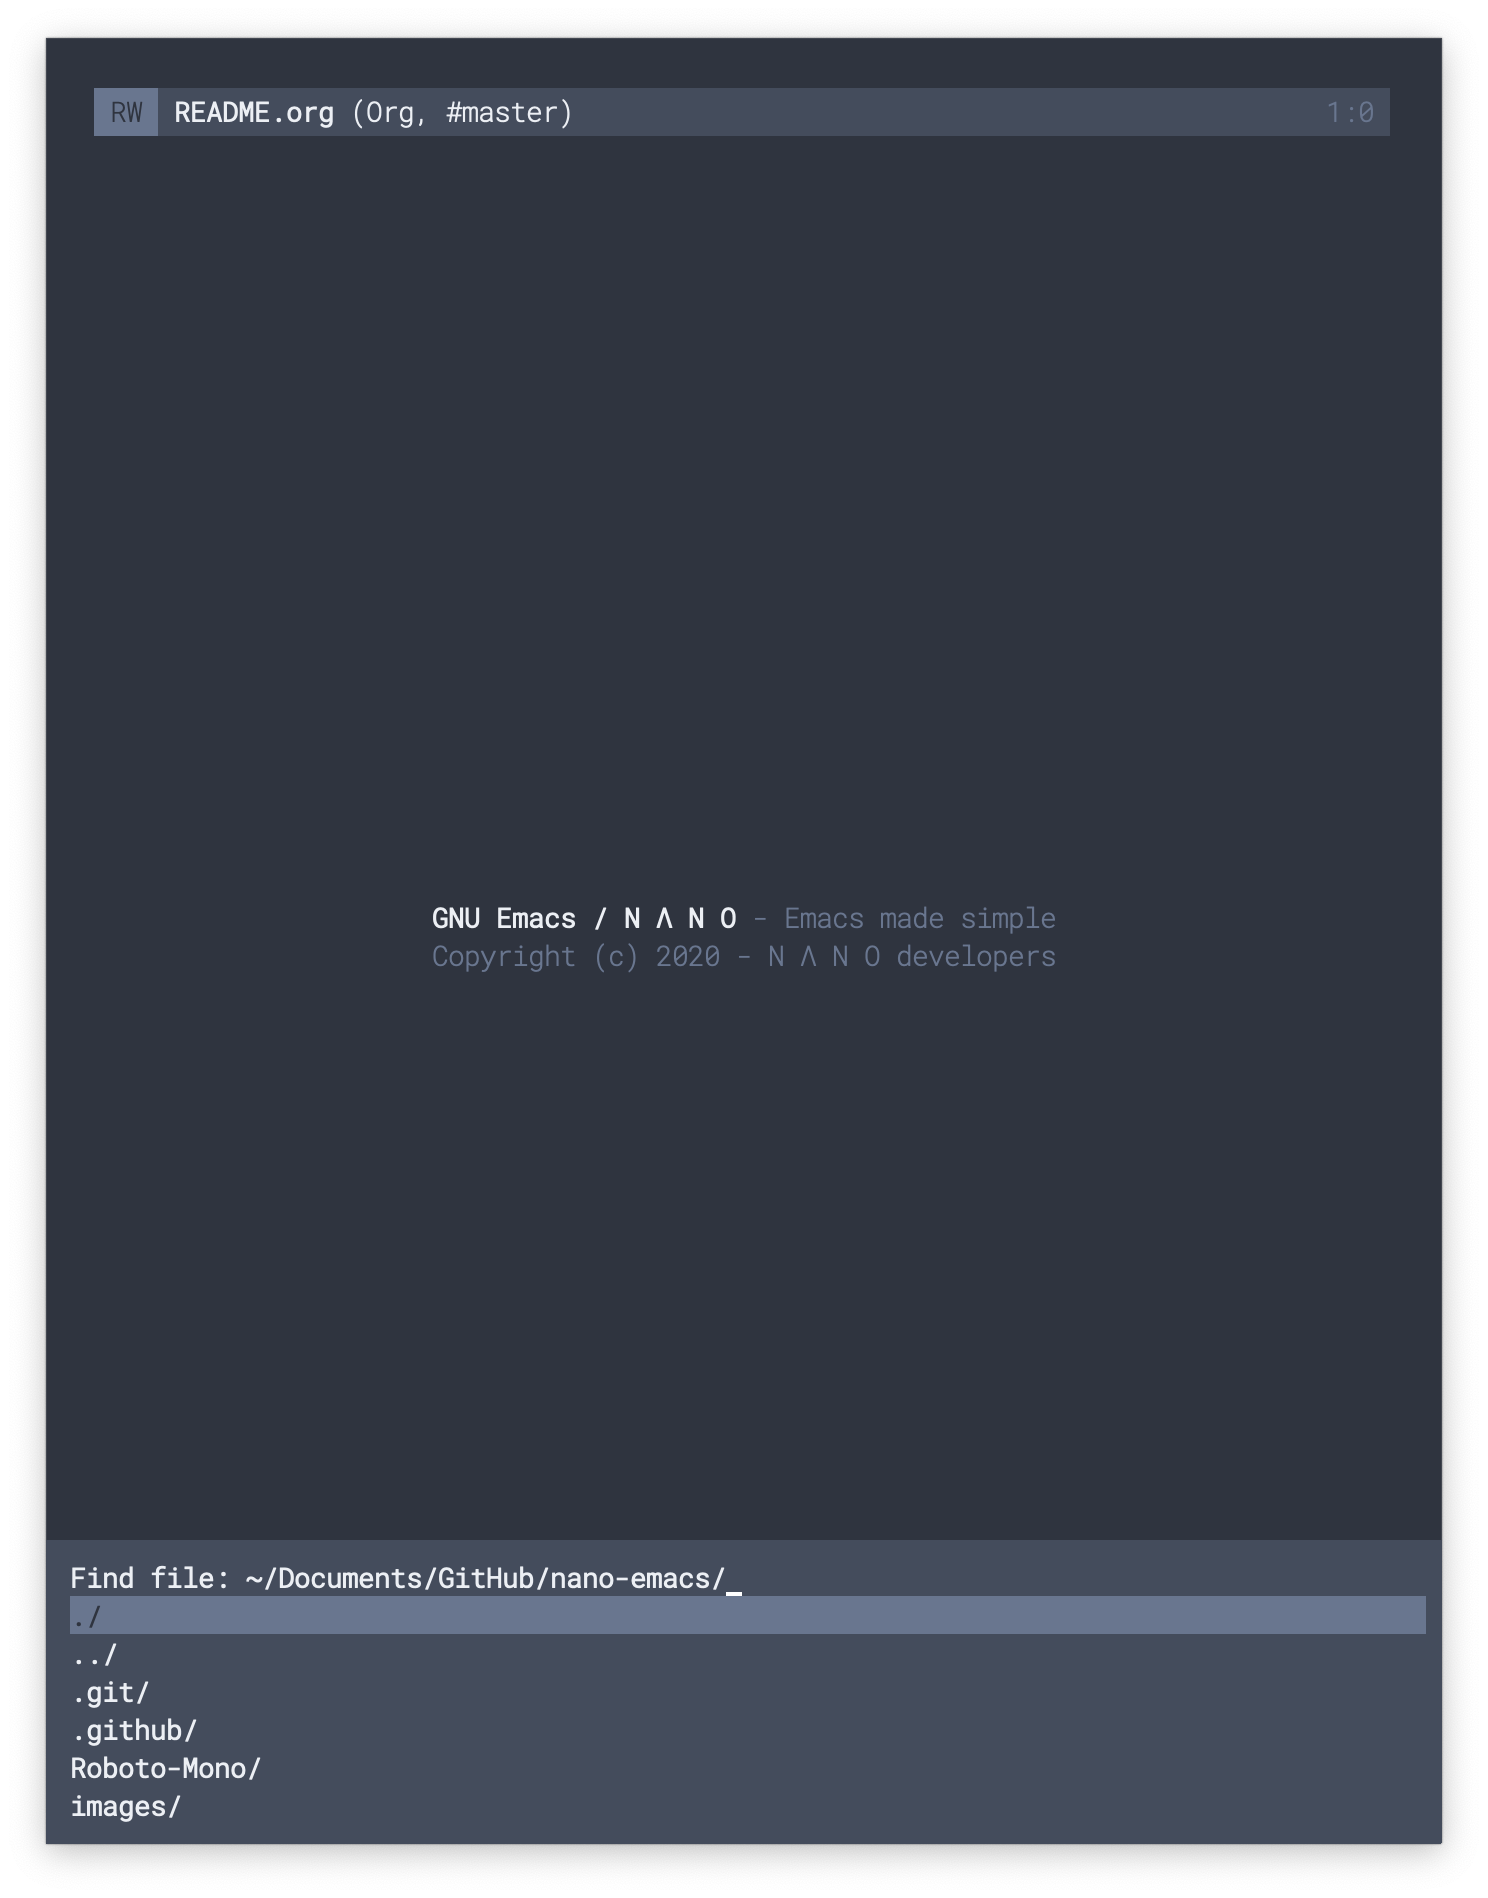 RW README.org (Org, #master) 1:0
GNU Emacs / N Λ N O - Emacs made simple
Copyright (c) 2020 - N Λ N O developers
Find file: ~/Documents/GitHub/nano-emacs/
./
../
.git/
.github/
Roboto-Mono/
images/